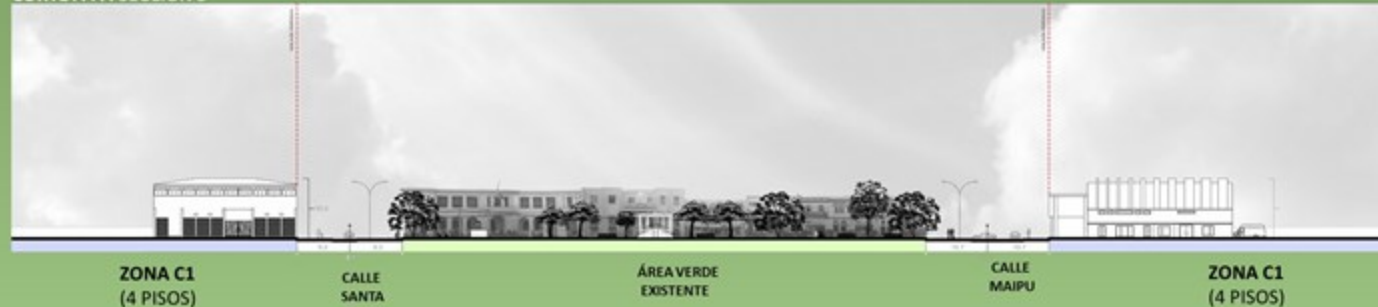 ZONA C1
(4 PISOS)
CALLE
SANTA
ÁREA VERDE
EXISTENTE
CALLE
MAIPU
ZONA C1
(4 PISOS)